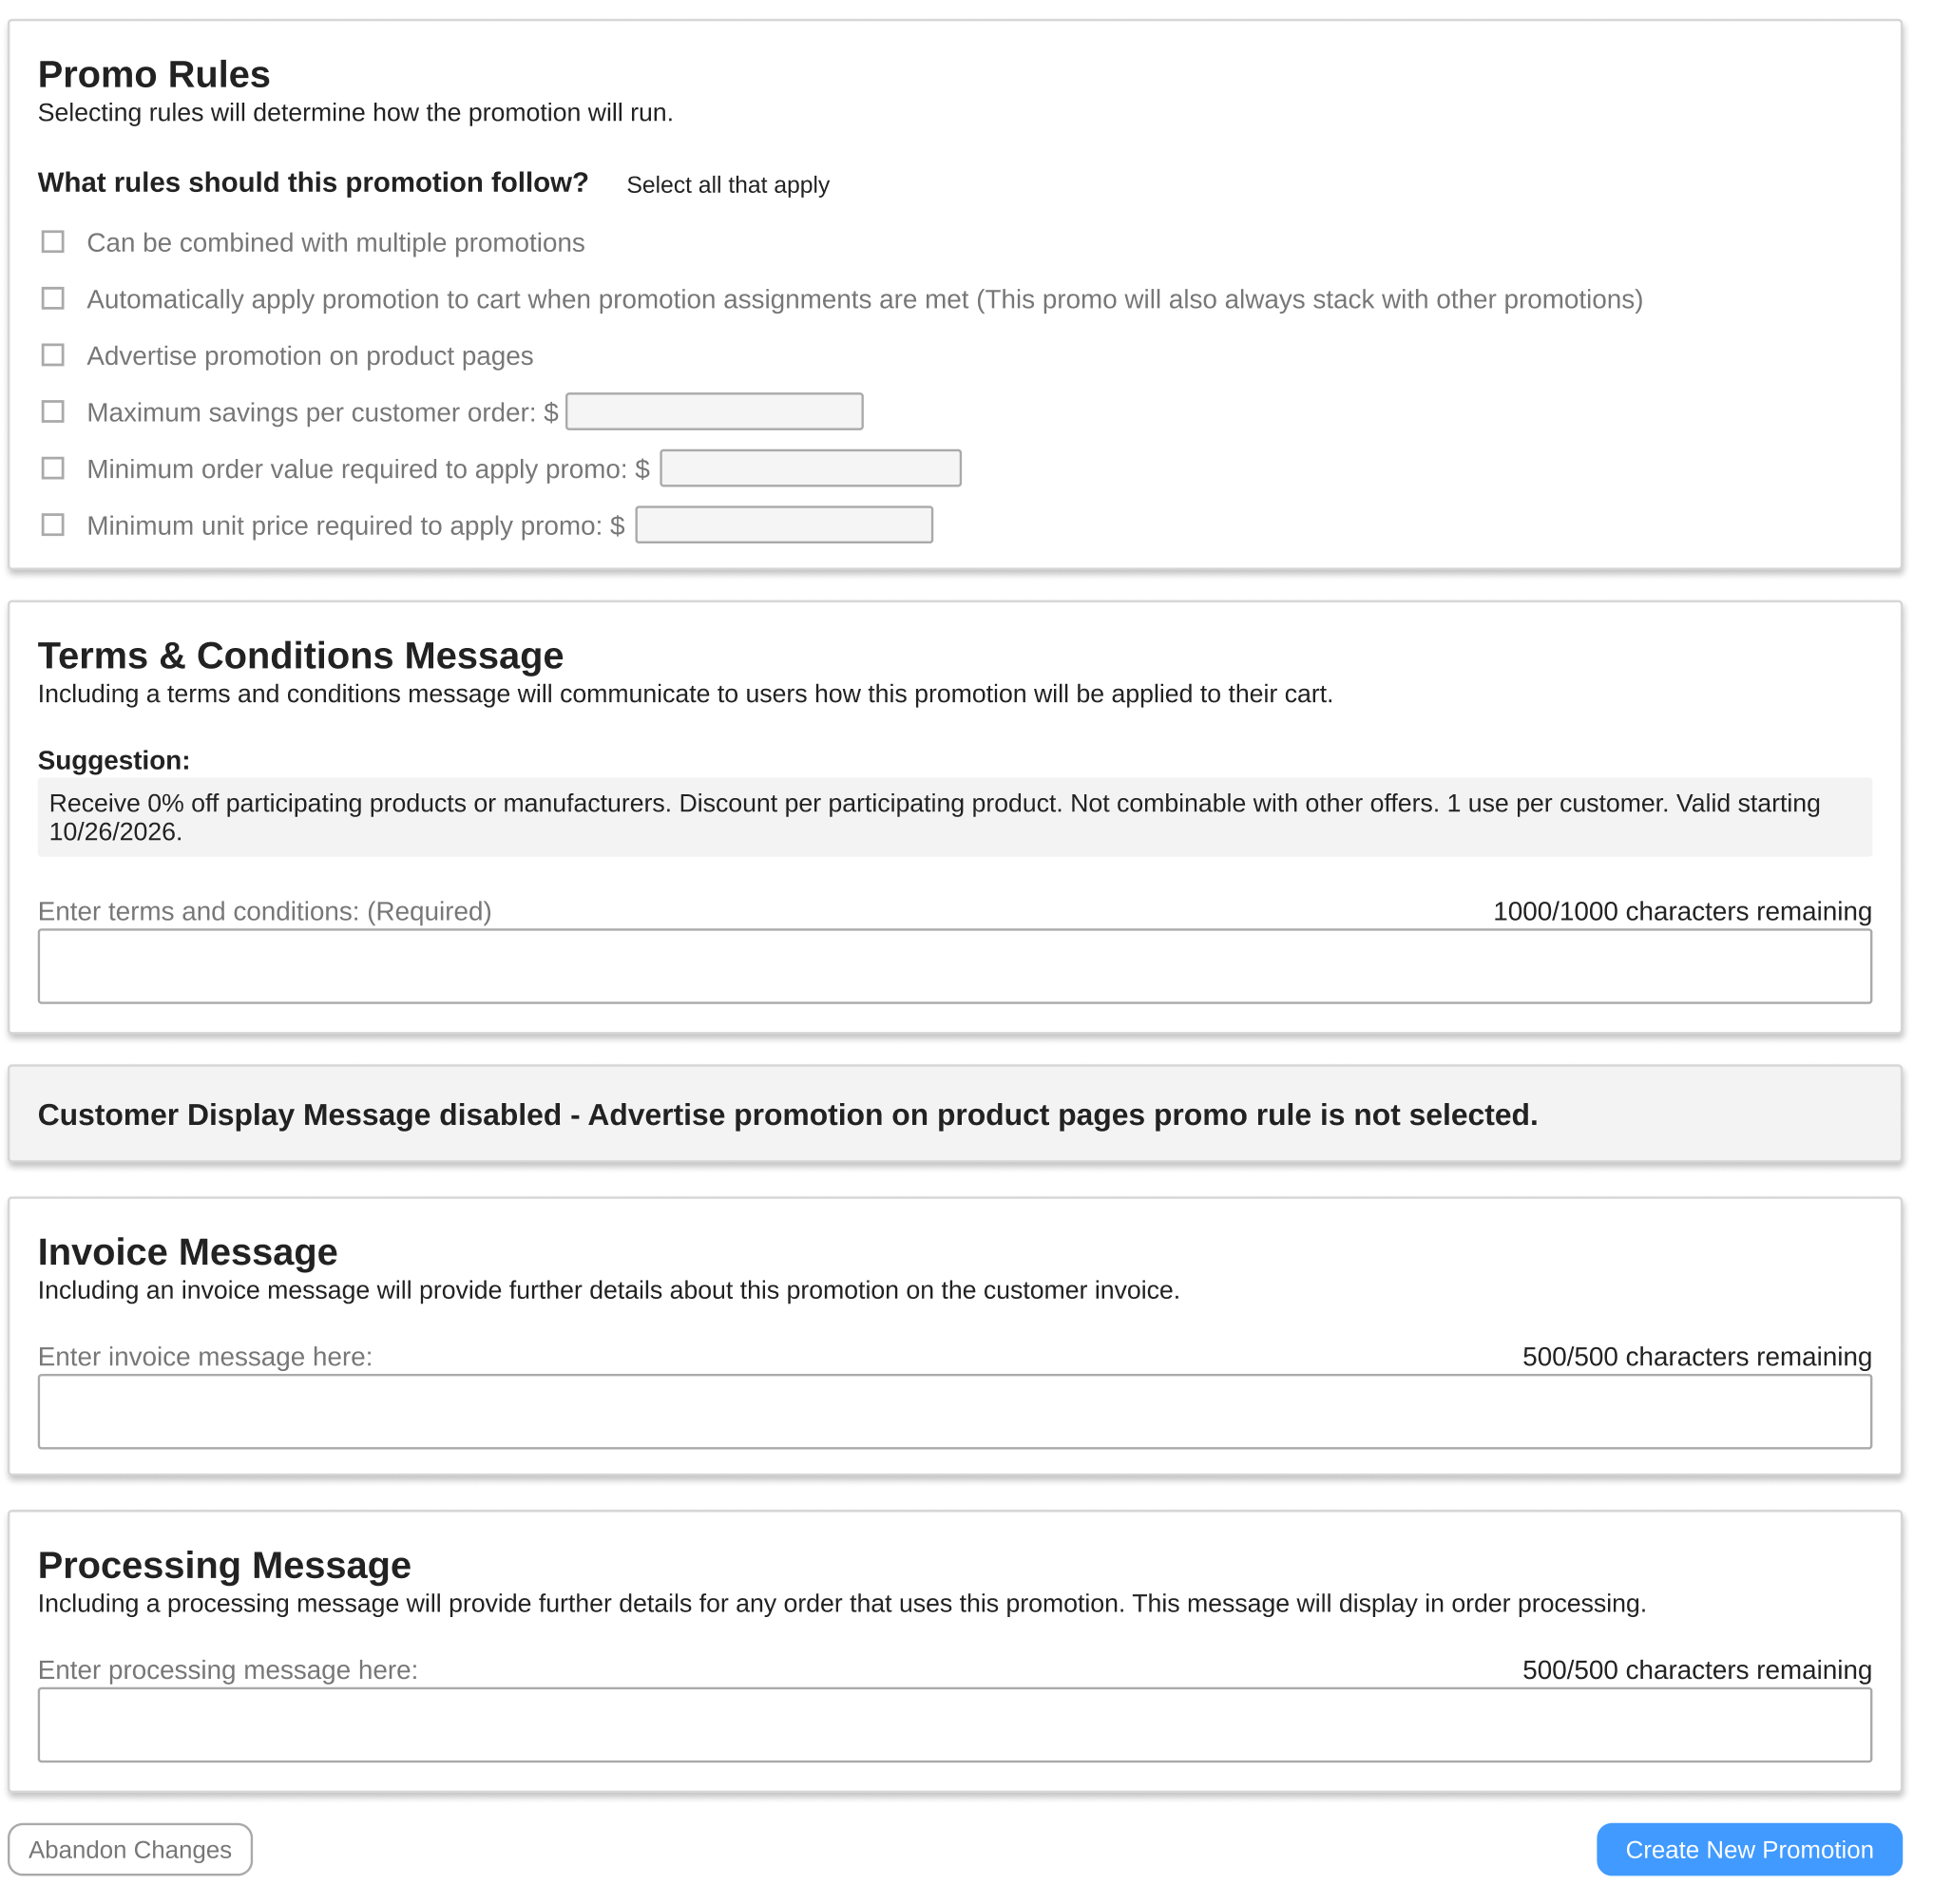 Promo Rules
Selecting rules will determine how the promotion will run.
What rules should this promotion follow? Select all that apply
Can be combined with multiple promotions
Automatically apply promotion to cart when promotion assignments are met (This promo will also always stack with other promotions)
Advertise promotion on product pages
Maximum savings per customer order: $
Minimum order value required to apply promo: $
Minimum unit price required to apply promo: $
Terms & Conditions Message
Including a terms and conditions message will communicate to users how this promotion will be applied to their cart.
Suggestion:
Receive 0% off participating products or manufacturers. Discount per participating product. Not combinable with other offers. 1 use per customer. Valid starting
10/26/2026.
Enter terms and conditions: (Required) 1000/1000 characters remaining
Customer Display Message disabled - Advertise promotion on product pages promo rule is not selected.
Invoice Message
Including an invoice message will provide further details about this promotion on the customer invoice.
Enter invoice message here: 500/500 characters remaining
Processing Message
Including a processing message will provide further details for any order that uses this promotion. This message will display in order processing.
Enter processing message here: 500/500 characters remaining
Abandon Changes Create New Promotion